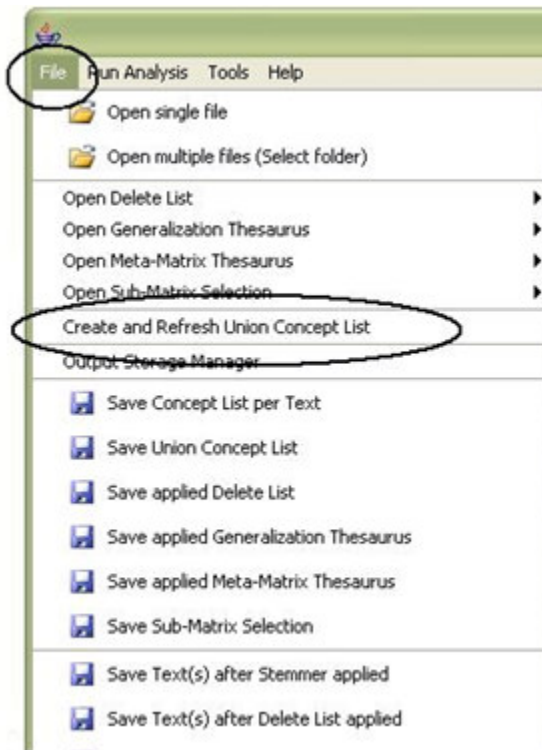 File Run Analysis Tools Help
Open single file
Open multiple files (Select folder)
Open Delete List
Open Generalization Thesaurus
Open Meta-Matrix Thesaurus
Open Sub-Matrix Selection
Create and Refresh Union Concept List
Output Storage Manager
Save Concept List per Text
Save Union Concept List
Save applied Delete List
Save applied Generalization Thesaurus
Save applied Meta-Matrix Thesaurus
Save Sub-Matrix Selection
Save Text(s) after Stemmer applied
Save Text(s) after Delete List applied